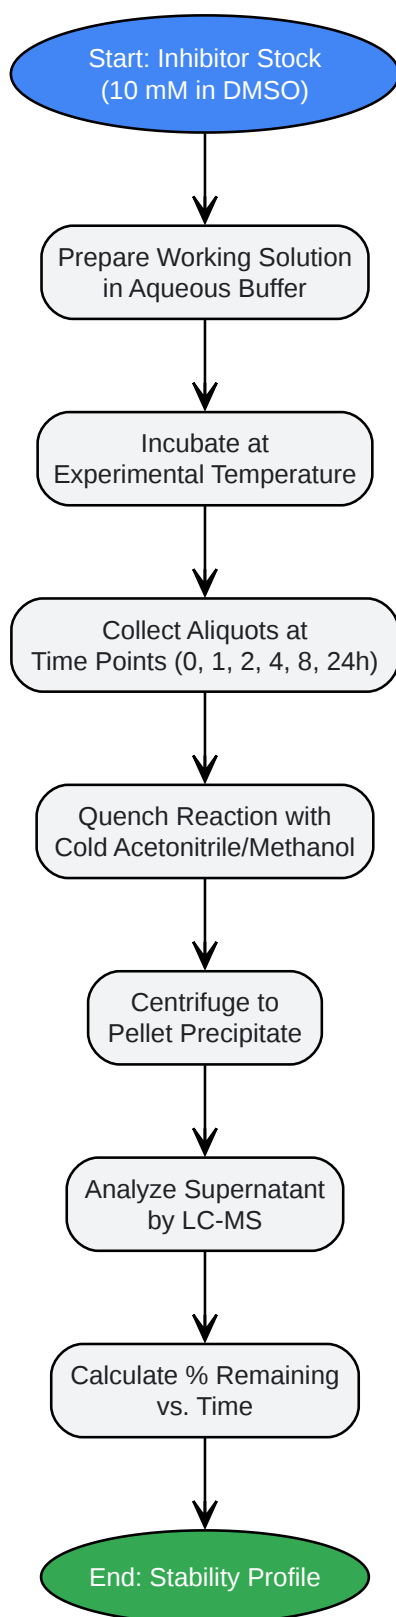 Start: Inhibitor Stock
(10 mM in DMSO)
Prepare Working Solution
in Aqueous Buffer
Incubate at
Experimental Temperature
Collect Aliquots at
Time Points (0, 1, 2, 4, 8, 24h)
Quench Reaction with
Cold Acetonitrile/Methanol
Centrifuge to
Pellet Precipitate
Analyze Supernatant
by LC-MS
Calculate % Remaining
vs. Time
End: Stability Profile